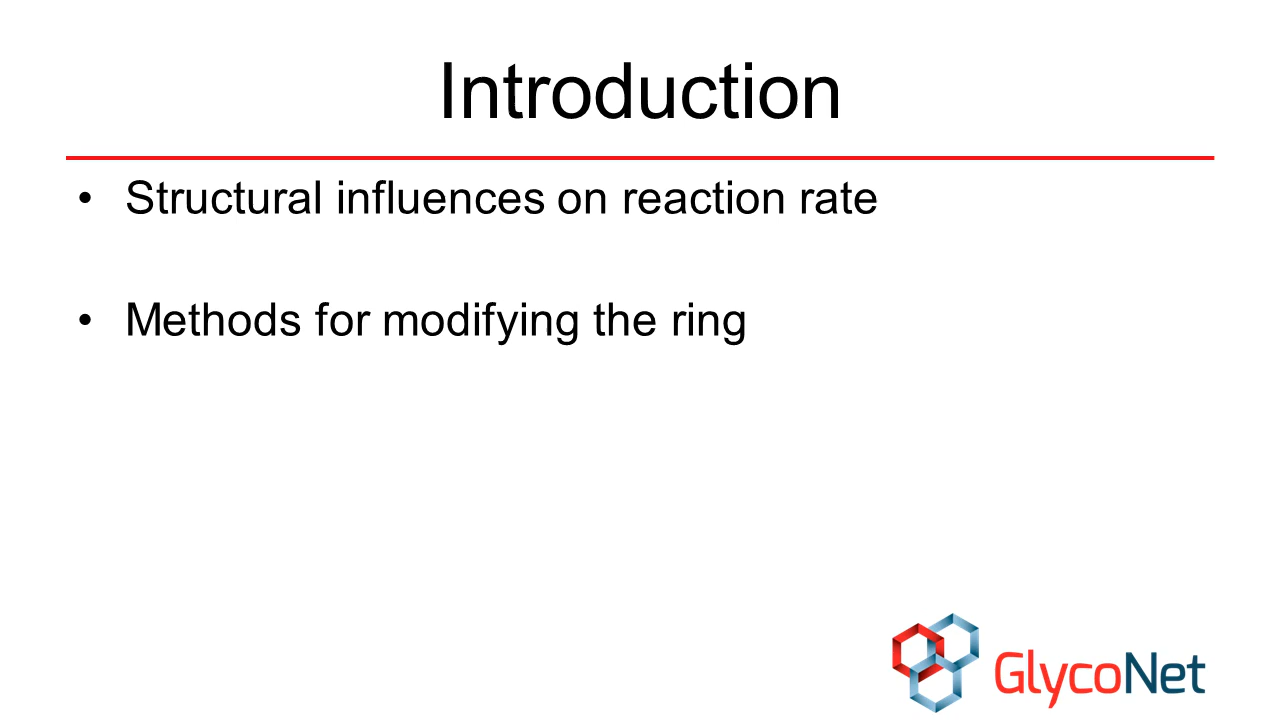 Introduction
• Structural influences on reaction rate
• Methods for modifying the ring
GlycoNet